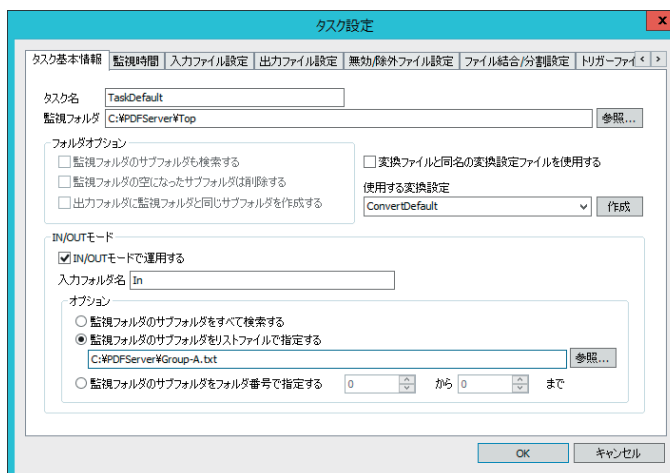 タスク設定
x
タスク基本情報 監視時間 入力ファイル設定 出力ファイル設定 無効/除外ファイル設定 ファイル結合/分割設定 トリガーファイ < >
タスク名 TaskDefault
監視フォルダ C:¥PDFServer¥Top 参照...
フォルダオプション
監視フォルダのサブフォルダも検索する
監視フォルダの空になったサブフォルダは削除する
出力フォルダに監視フォルダと同じサブフォルダを作成する
変換ファイルと同名の変換設定ファイルを使用する
使用する変換設定
ConvertDefault 作成
IN/OUTモード
IN/OUTモードで運用する
入力フォルダ名 In
オプション
監視フォルダのサブフォルダをすべて検索する
監視フォルダのサブフォルダをリストファイルで指定する
C:¥PDFServer¥Group-A.txt 参照...
監視フォルダのサブフォルダをフォルダ番号で指定する 0 から 0 まで
OK キャンセル